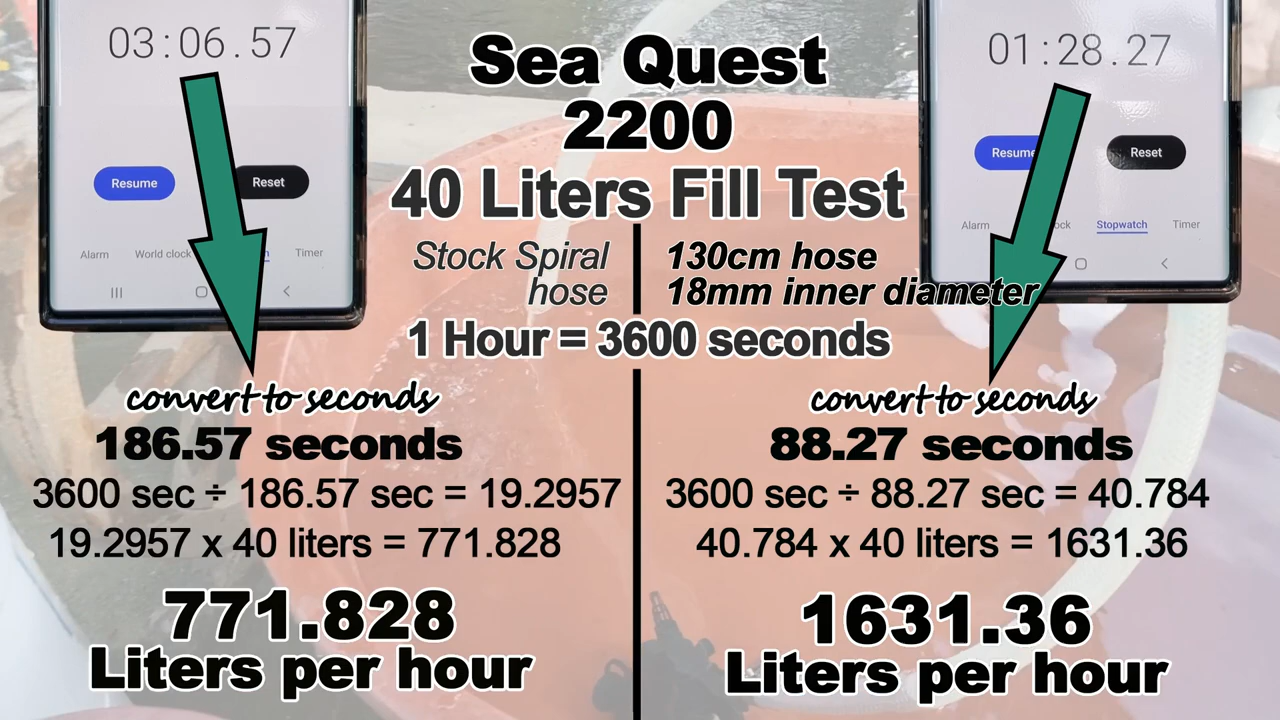 03:06.57
Resume
Reset
Alarm
World clock
Timer
Sea Quest
2200
40 Liters Fill Test
Stock Spiral
hose
130cm hose
18mm inner diameter
1 Hour = 3600 seconds
01:28.27
Resume
Reset
Alarm
Stopwatch
Timer
convert to seconds
186.57 seconds
3600 sec ÷ 186.57 sec = 19.2957
19.2957 x 40 liters = 771.828
771.828
Liters per hour
convert to seconds
88.27 seconds
3600 sec ÷ 88.27 sec = 40.784
40.784 x 40 liters = 1631.36
1631.36
Liters per hour